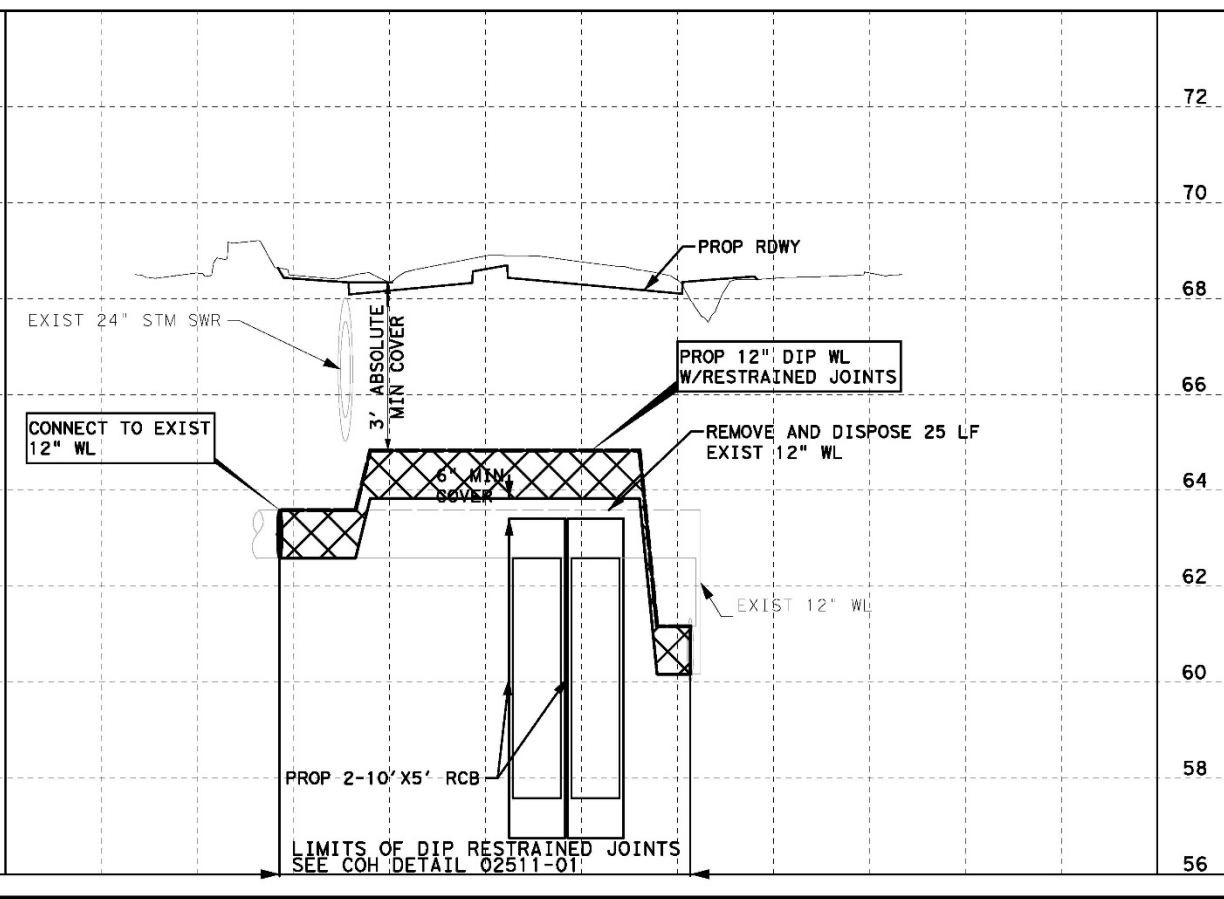 72
70
PROP RDWY
68
EXIST 24" STM SWR
3' ABSOLUTE
MIN COVER
PROP 12" DIP WL
W/RESTRAINED JOINTS
66
CONNECT TO EXIST
12" WL
REMOVE AND DISPOSE 25 LF
EXIST 12" WL
6" MIN
COVER
64
62
EXIST 12" WL
60
PROP 2-10'X5' RCB
58
LIMITS OF DIP RESTRAINED JOINTS
SEE COH DETAIL 02511-01
56